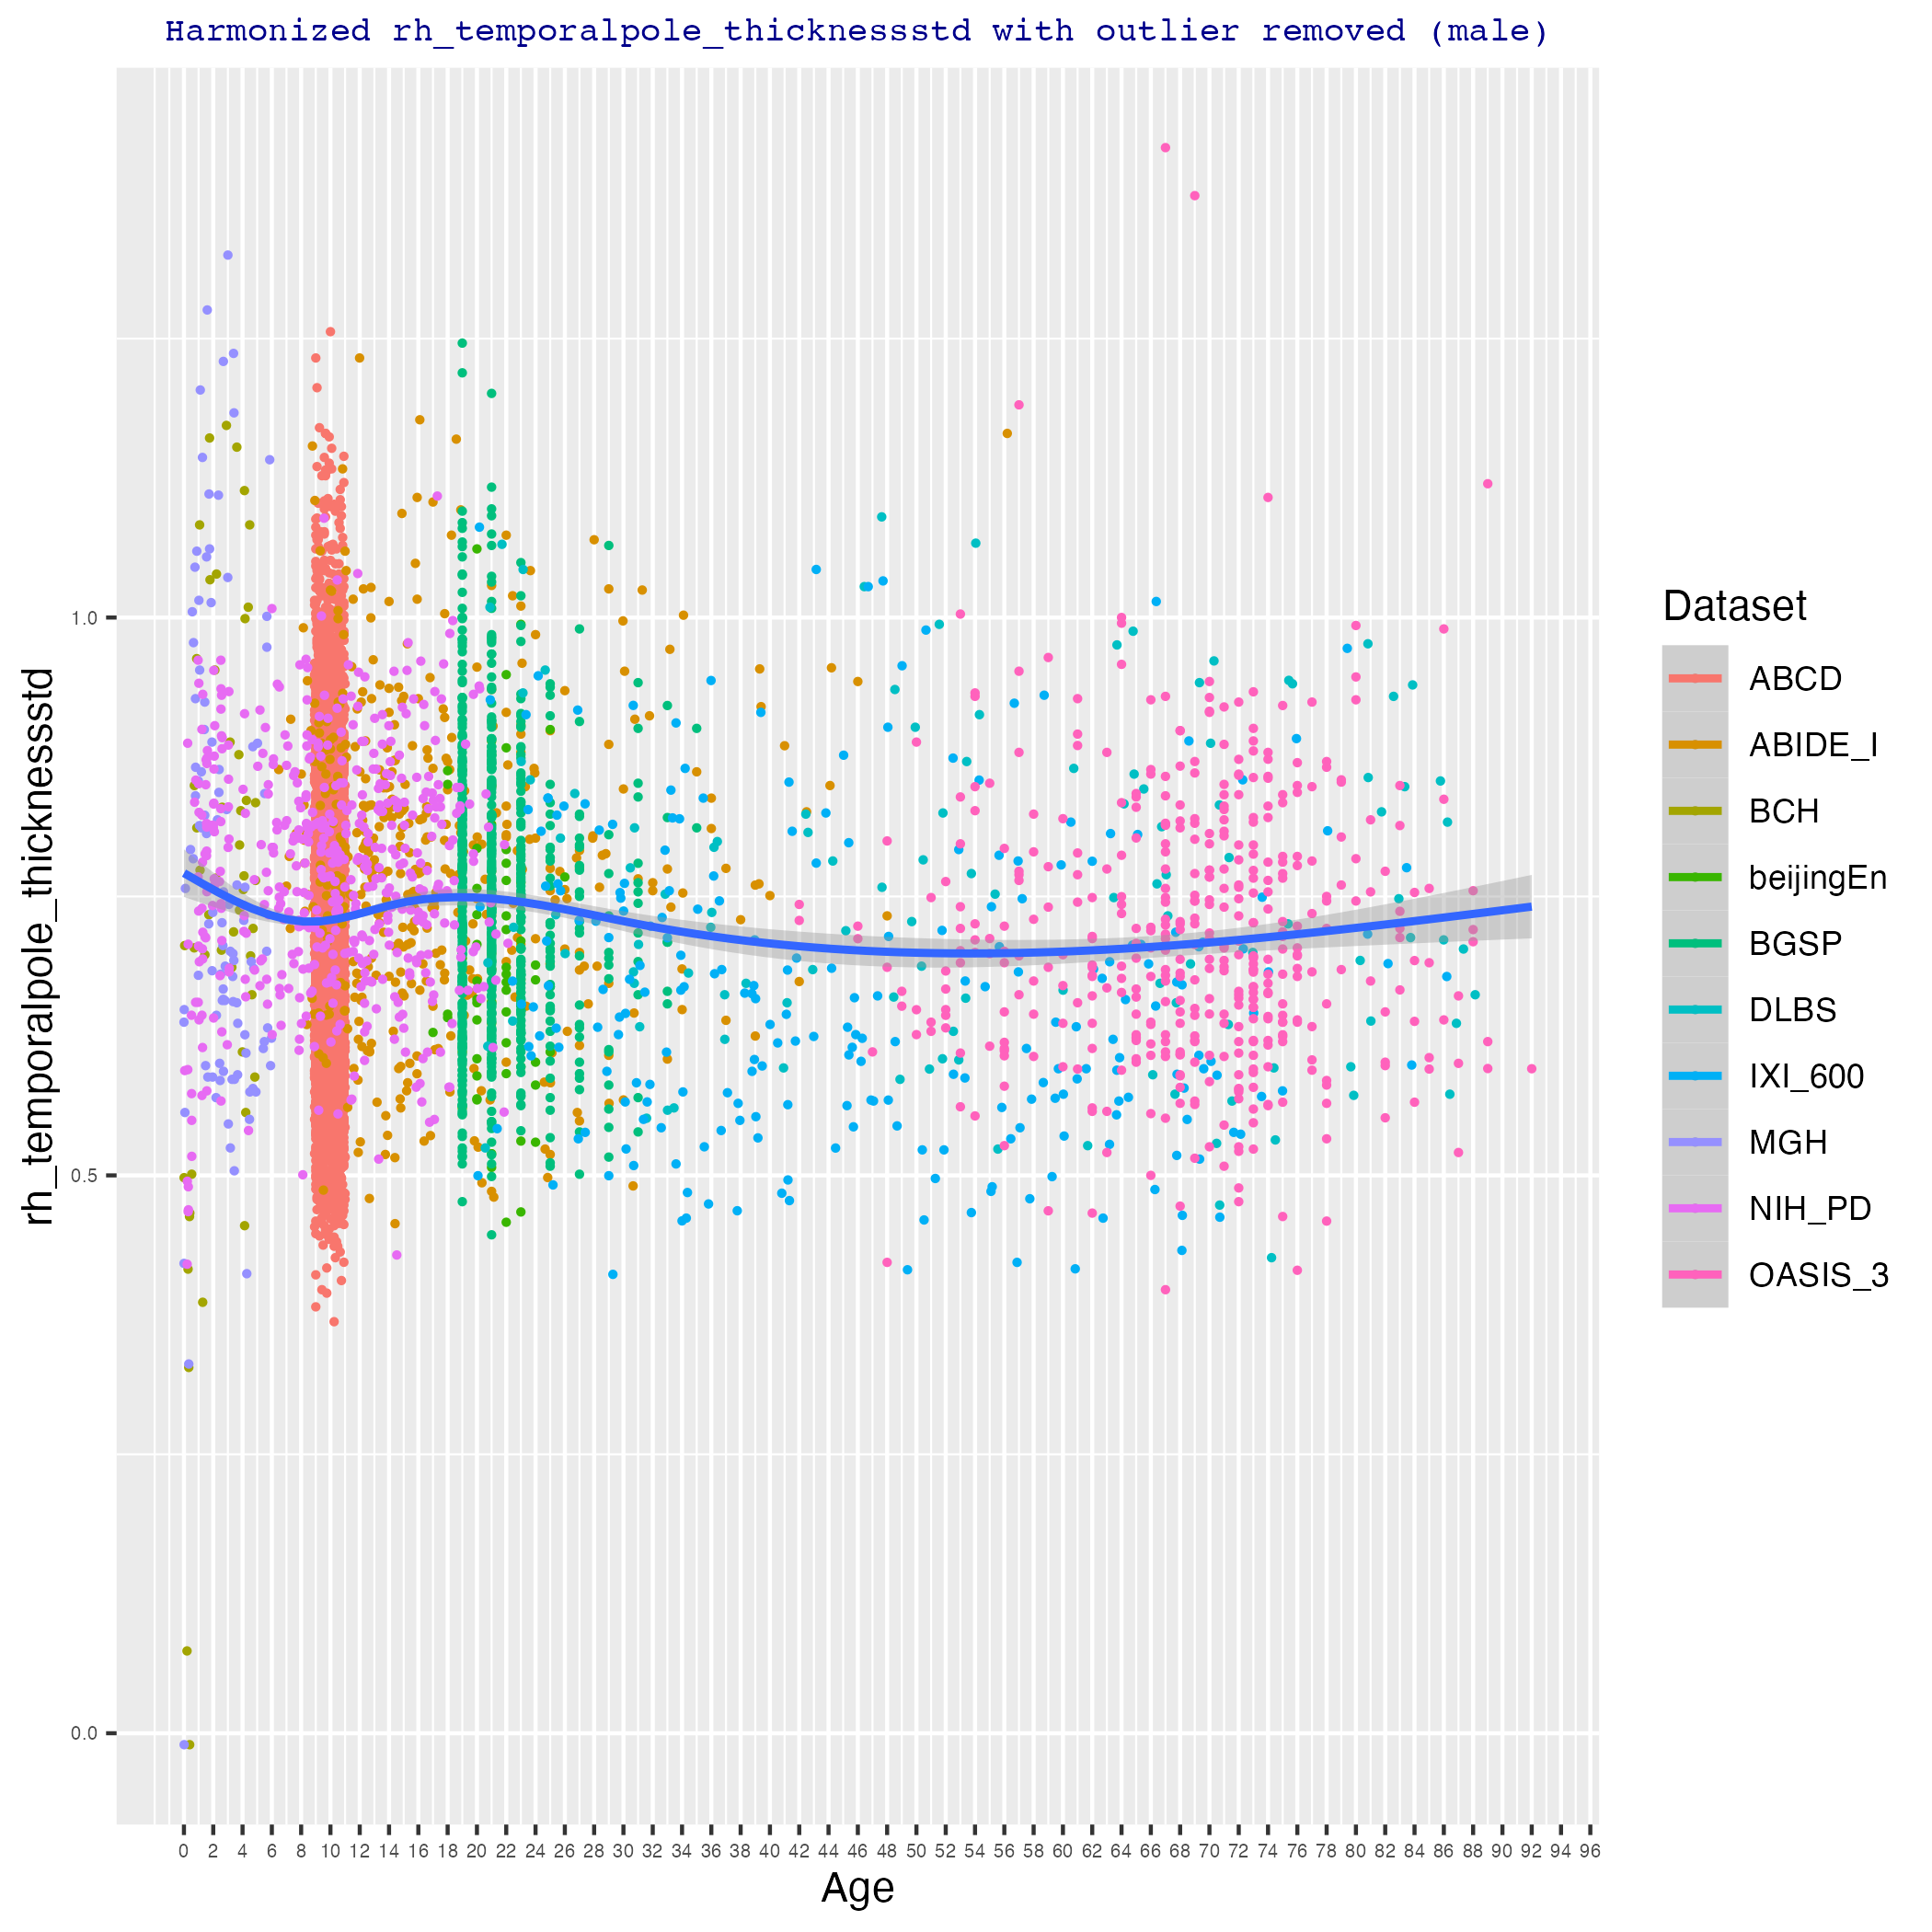 Harmonized rh_temporalpole_thicknessstd with outlier removed (male)
rh_temporalpole_thicknessstd
1.0
0.5
0.0
0 2 4 6 8 10 12 14 16 18 20 22 24 26 28 30 32 34 36 38 40 42 44 46 48 50 52 54 56 58 60 62 64 66 68 70 72 74 76 78 80 82 84 86 88 90 92 94 96
Age
Dataset
ABCD
ABIDE_I
BCH
beijingEn
BGSP
DLBS
IXI_600
MGH
NIH_PD
OASIS_3